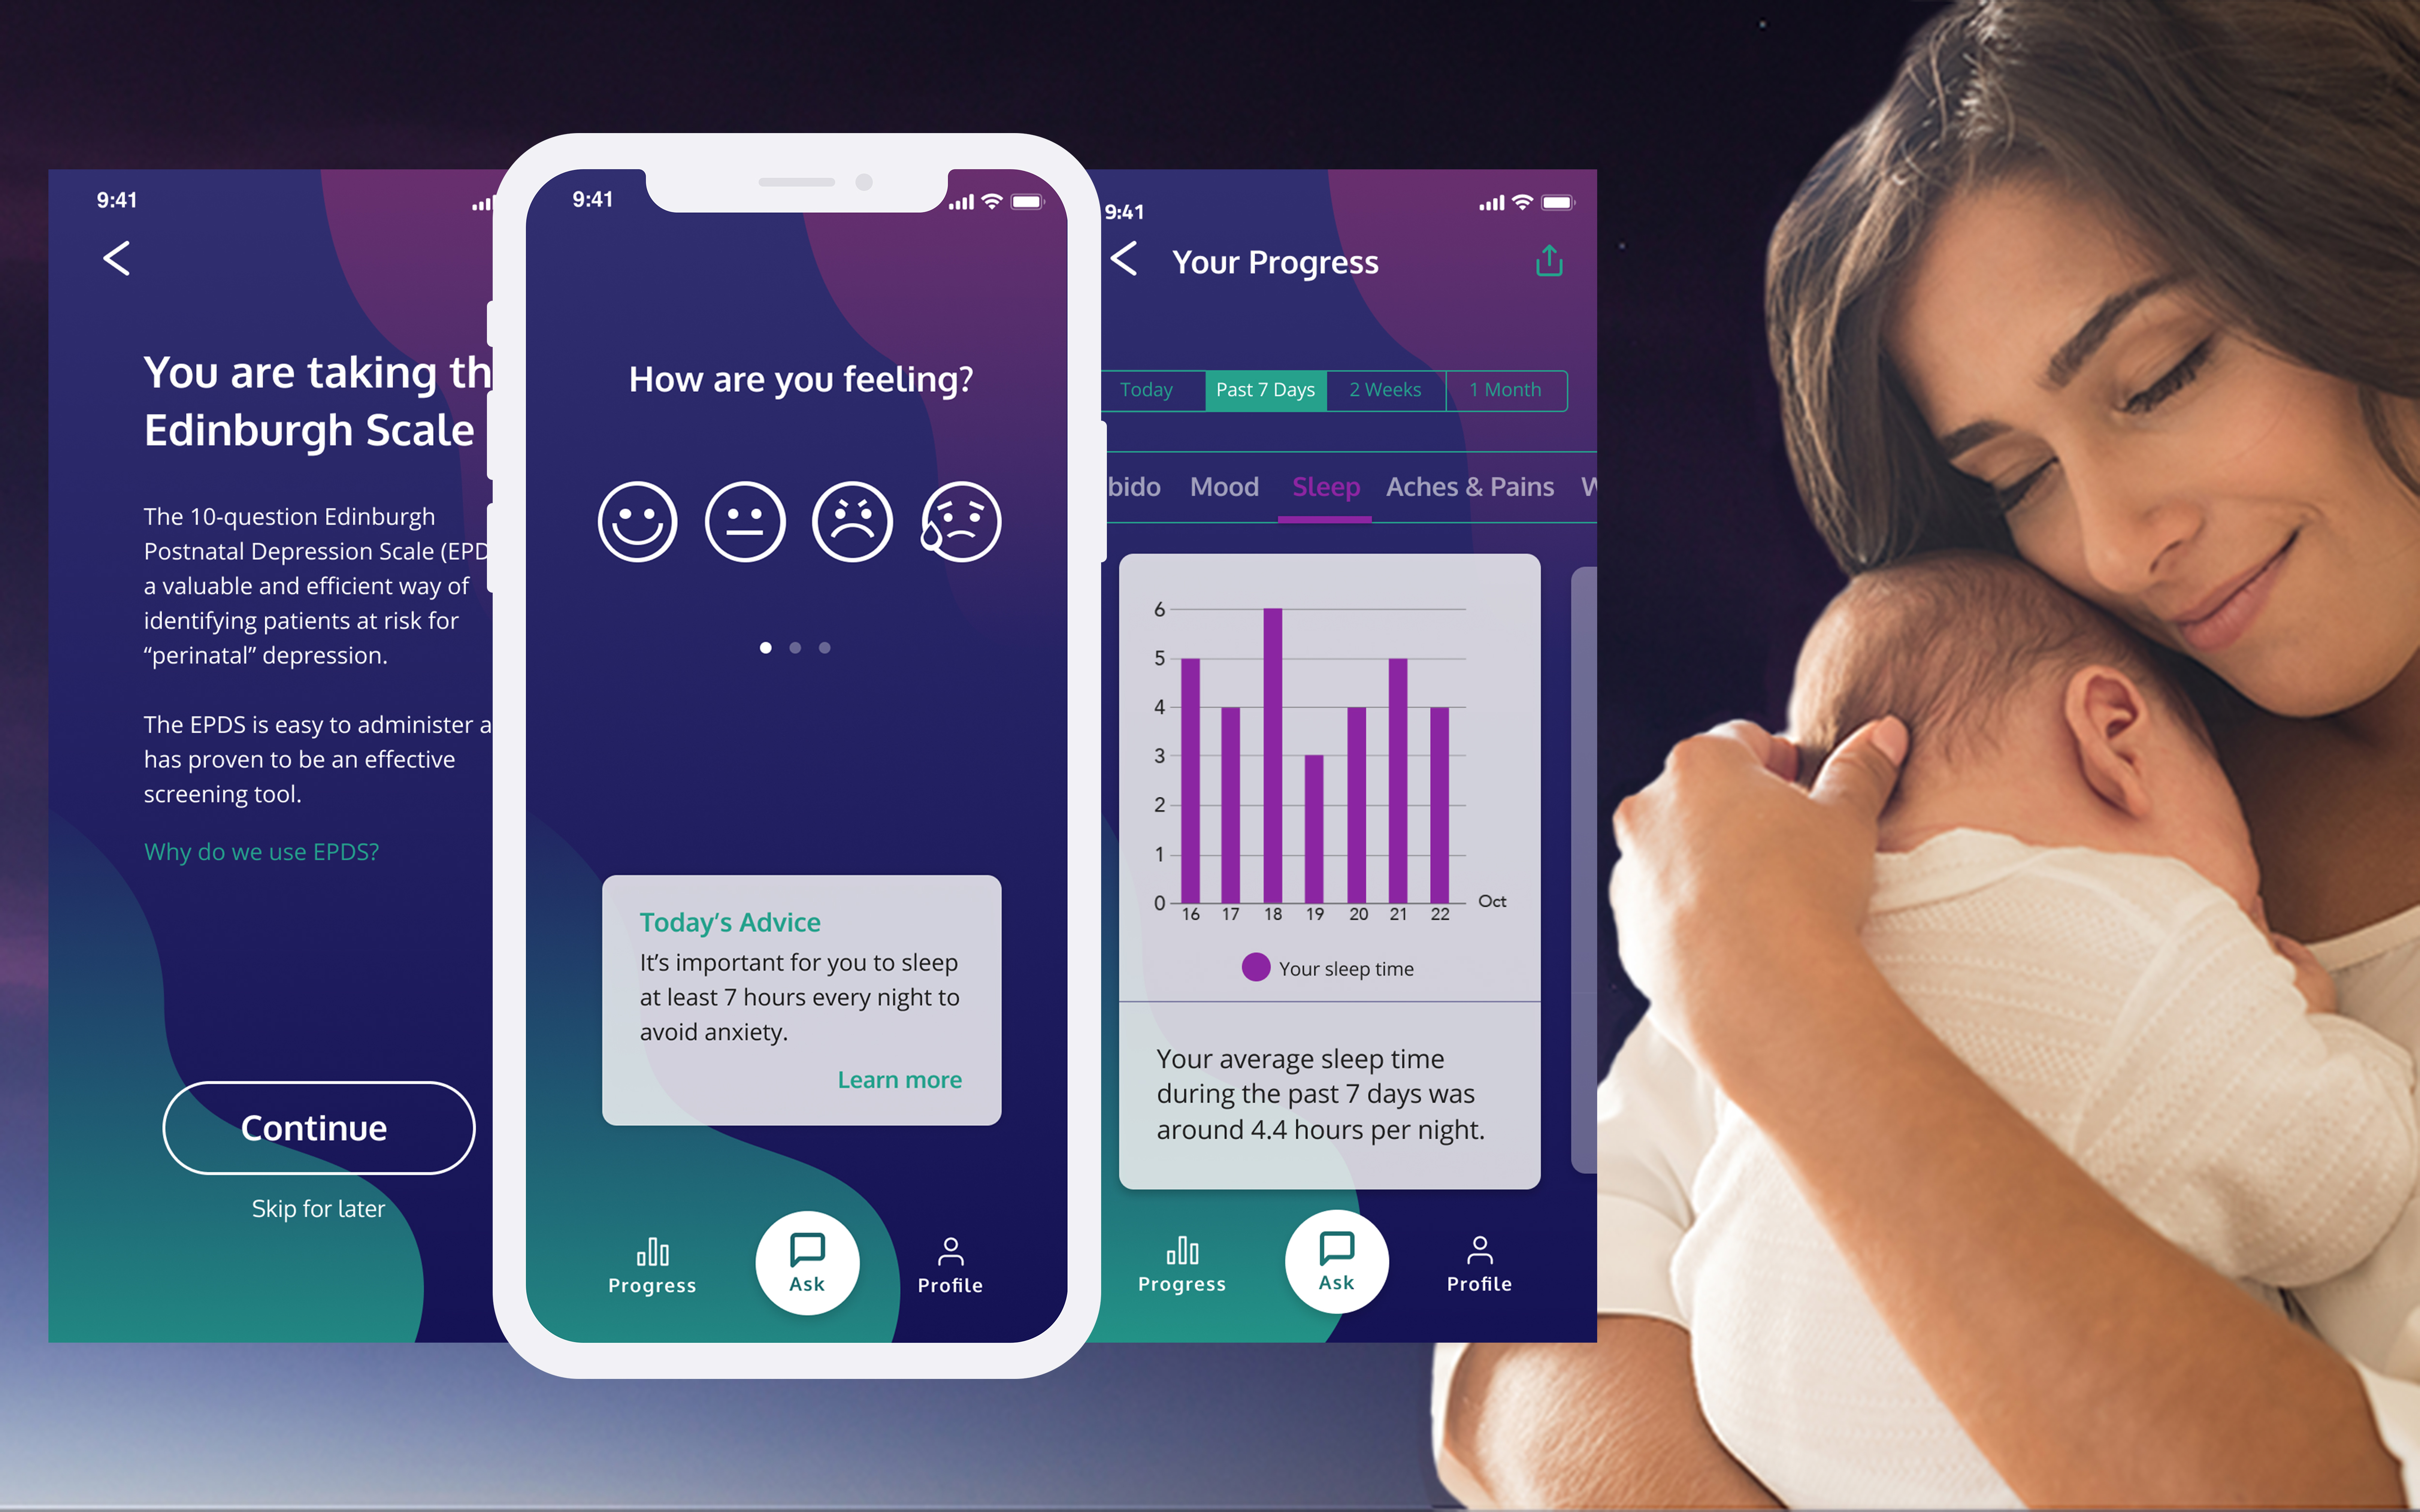 9:41
You are taking th
Edinburgh Scale
The 10-question Edinburgh
Postnatal Depression Scale (EPD
a valuable and efficient way of
identifying patients at risk for
“perinatal” depression.
The EPDS is easy to administer a
has proven to be an effective
screening tool.
Why do we use EPDS?
Continue
Skip for later
9:41
How are you feeling?
Today’s Advice
It’s important for you to sleep
at least 7 hours every night to
avoid anxiety.
Learn more
Progress
Ask
Profile
9:41
Your Progress
Today Past 7 Days 2 Weeks 1 Month
bido Mood Sleep Aches & Pains W
6
5
4
3
2
1
0
16 17 18 19 20 21 22 Oct
Your sleep time
Your average sleep time
during the past 7 days was
around 4.4 hours per night.
Progress
Ask
Profile